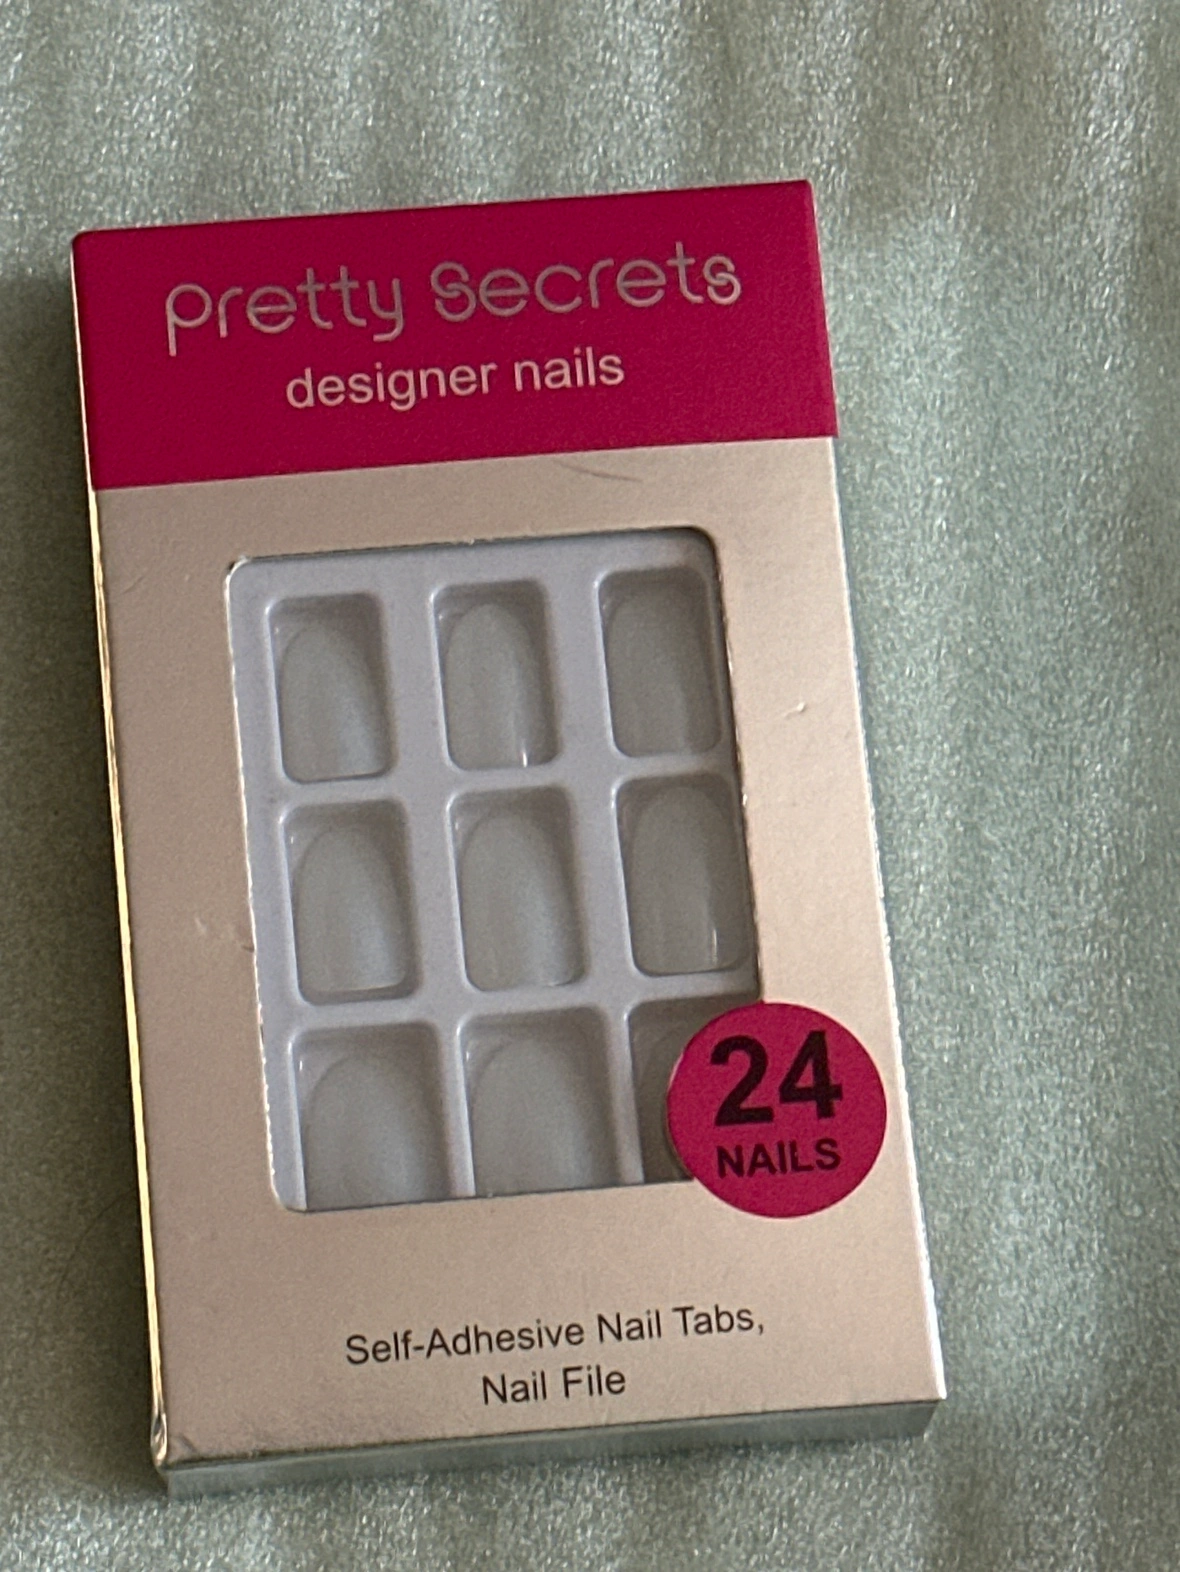 Pretty Secrets
designer nails
24
NAILS
Self-Adhesive Nail Tabs,
Nail File